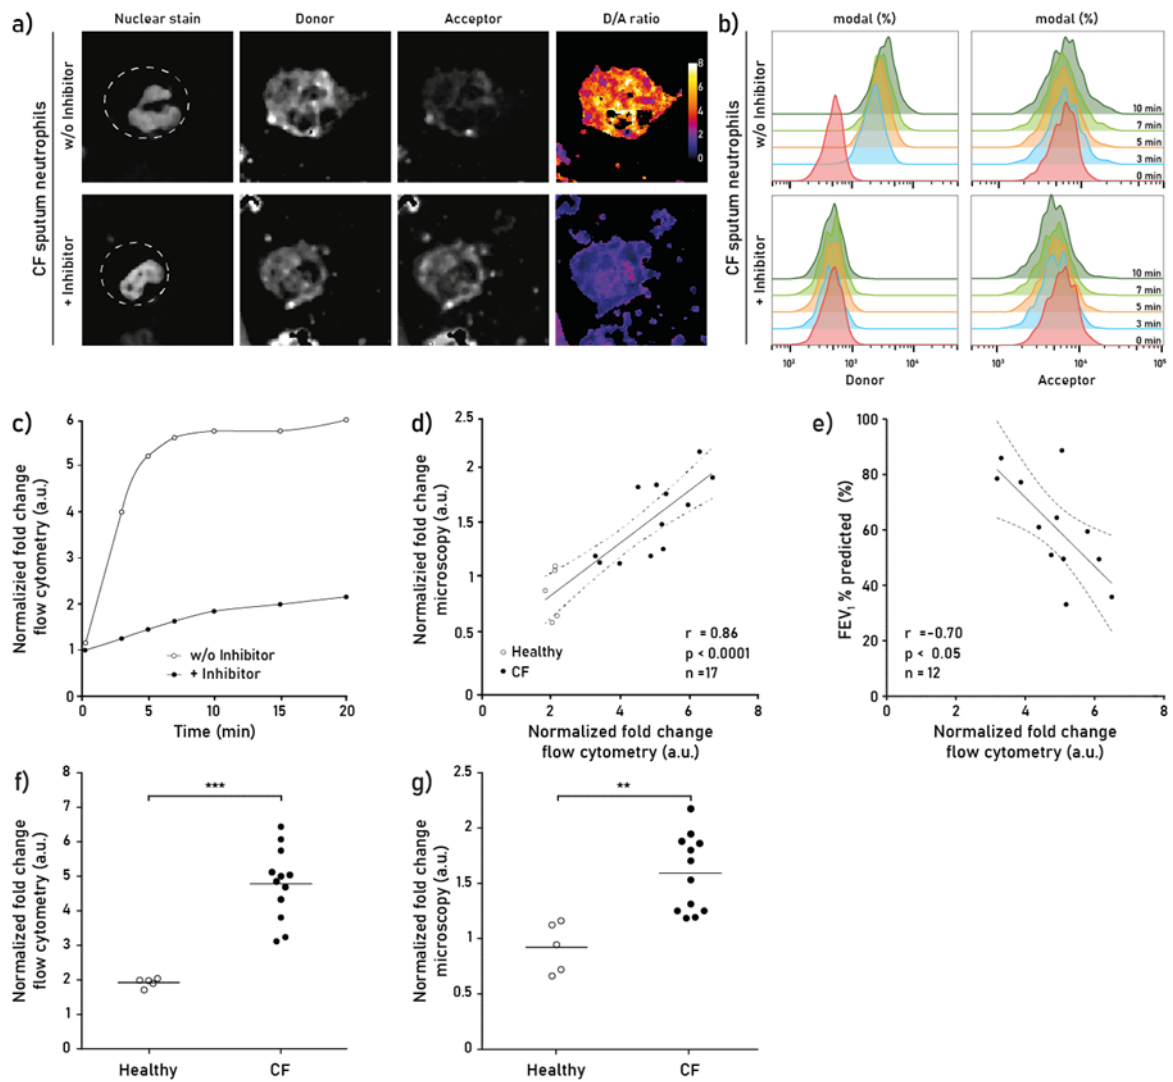 a)
Nuclear stain
Donor
Acceptor
D/A ratio
CF sputum neutrophils
w/o Inhibitor
+ Inhibitor
8
6
4
2
0
b)
modal (%)
modal (%)
CF sputum neutrophils
w/o Inhibitor
+ Inhibitor
10 min
7 min
5 min
3 min
0 min
10 min
7 min
5 min
3 min
0 min
10² 10³ 10⁴
Donor
10⁴ 10⁵
Acceptor
c)
Normalized fold change
flow cytometry (a.u.)
6
5
4
3
2
1
0
w/o Inhibitor
+ Inhibitor
0 5 10 15 20
Time (min)
d)
Normalizied fold change
microscopy (a.u.)
2.5
2
1.5
1
0.5
0
Healthy
CF
r = 0.86
p < 0.0001
n =17
0 2 4 6 8
Normalized fold change
flow cytometry (a.u.)
e)
FEV₁ % predicted (%)
100
80
60
40
20
0
r =-0.70
p < 0.05
n = 12
0 2 4 6 8
Normalized fold change
flow cytometry (a.u.)
f)
Normalized fold change
flow cytometry (a.u.)
8
7
6
5
4
3
2
1
0
***
Healthy CF
g)
Normalized fold change
microscopy (a.u.)
2.5
2
1.5
1
0.5
0
**
Healthy CF